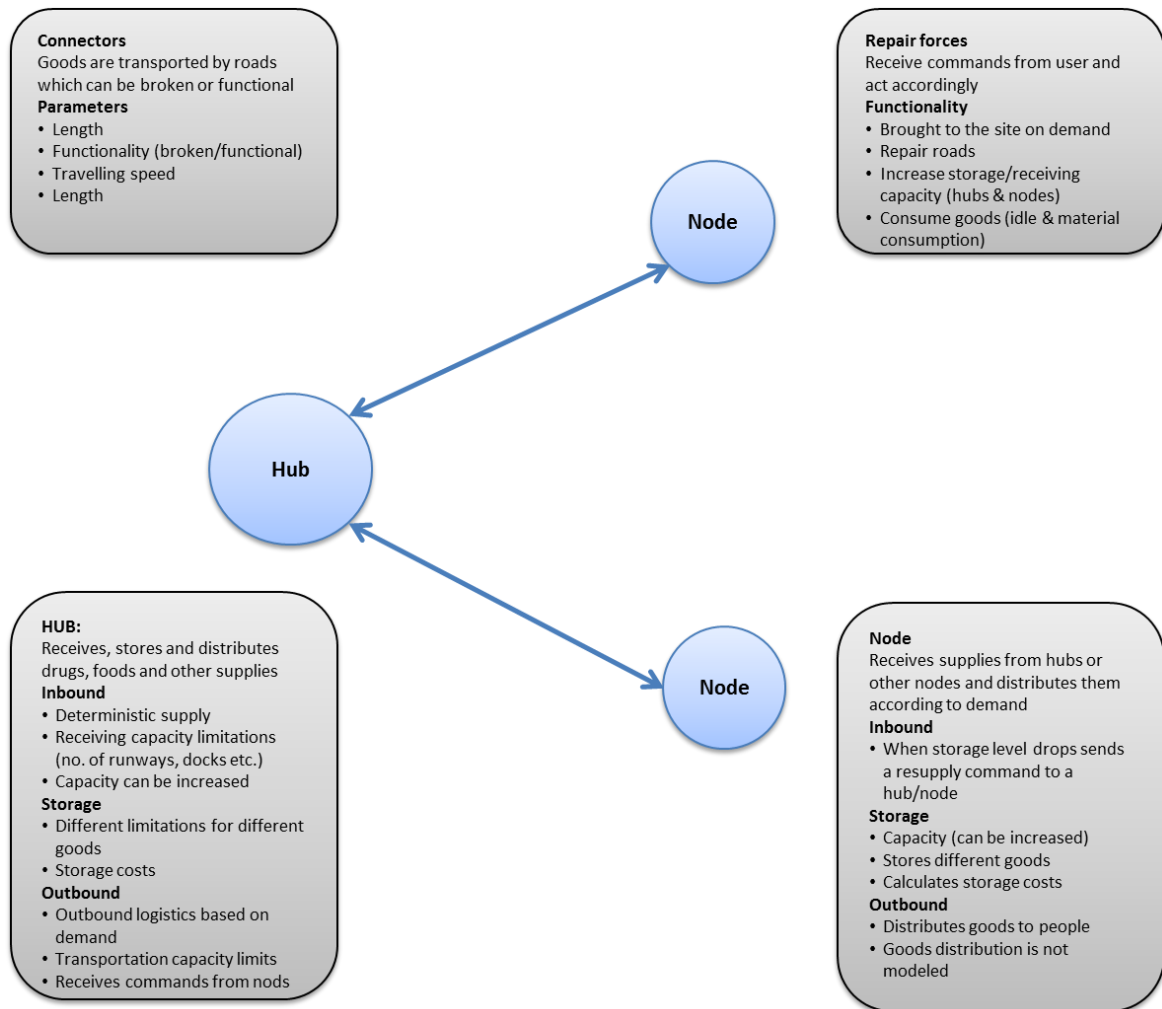 Connectors
Goods are transported by roads
which can be broken or functional
Parameters
• Length
• Functionality (broken/functional)
• Travelling speed
• Length
Repair forces
Receive commands from user and
act accordingly
Functionality
• Brought to the site on demand
• Repair roads
• Increase storage/receiving
capacity (hubs & nodes)
• Consume goods (idle & material
consumption)
Node
Hub
Node
HUB:
Receives, stores and distributes
drugs, foods and other supplies
Inbound
• Deterministic supply
• Receiving capacity limitations
(no. of runways, docks etc.)
• Capacity can be increased
Storage
• Different limitations for different
goods
• Storage costs
Outbound
• Outbound logistics based on
demand
• Transportation capacity limits
• Receives commands from nods
Node
Receives supplies from hubs or
other nodes and distributes them
according to demand
Inbound
• When storage level drops sends
a resupply command to a
hub/node
Storage
• Capacity (can be increased)
• Stores different goods
• Calculates storage costs
Outbound
• Distributes goods to people
• Goods distribution is not
modeled